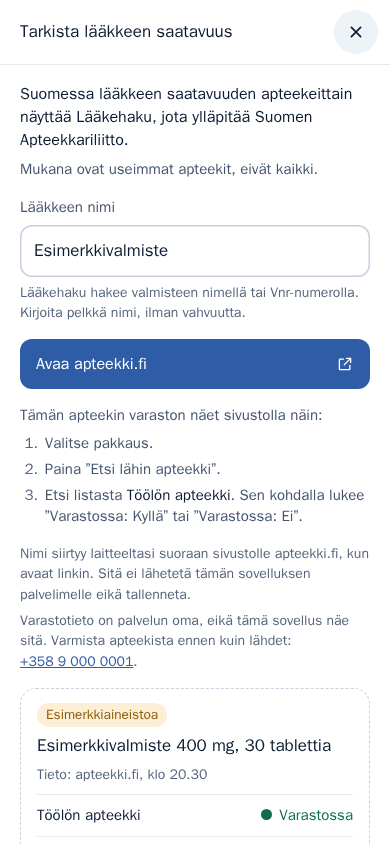 Tarkista lääkkeen saatavuus
Suomessa lääkkeen saatavuuden apteekeittain
näyttää Lääkehaku, jota ylläpitää Suomen
Apteekkariliitto.
Mukana ovat useimmat apteekit, eivät kaikki.
Lääkkeen nimi
Esimerkkivalmiste
Lääkehaku hakee valmisteen nimellä tai Vnr-numerolla.
Kirjoita pelkkä nimi, ilman vahvuutta.
Avaa apteekki.fi
Tämän apteekin varaston näet sivustolla näin:
1. Valitse pakkaus.
2. Paina ”Etsi lähin apteekki”.
3. Etsi listasta Töölön apteekki. Sen kohdalla lukee
”Varastossa: Kyllä” tai ”Varastossa: Ei”.
Nimi siirtyy laitteeltasi suoraan sivustolle apteekki.fi, kun
avaat linkin. Sitä ei lähetetä tämän sovelluksen
palvelimelle eikä tallenneta.
Varastotieto on palvelun oma, eikä tämä sovellus näe
sitä. Varmista apteekista ennen kuin lähdet:
+358 9 000 0001.
Esimerkkiaineistoa
Esimerkkivalmiste 400 mg, 30 tablettia
Tieto: apteekki.fi, klo 20.30
Töölön apteekki Varastossa